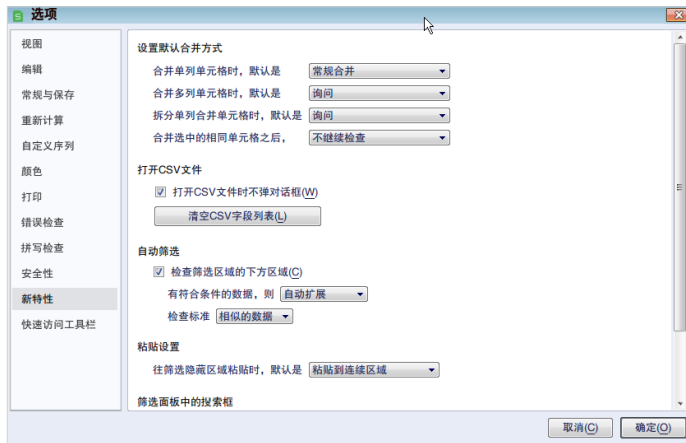 选项
视图
编辑
常规与保存
重新计算
自定义序列
颜色
打印
错误检查
拼写检查
安全性
新特性
快速访问工具栏
设置默认合并方式
合并单列单元格时，默认是 常规合并
合并多列单元格时，默认是 询问
拆分单列合并单元格时，默认是 询问
合并选中的相同单元格之后， 不继续检查
打开CSV文件
打开CSV文件时不弹对话框(W)
清空CSV字段列表(L)
自动筛选
检查筛选区域的下方区域(C)
有符合条件的数据，则 自动扩展
检查标准 相似的数据
粘贴设置
往筛选隐藏区域粘贴时，默认是 粘贴到连续区域
筛选面板中的搜索框
取消(C) 确定(O)